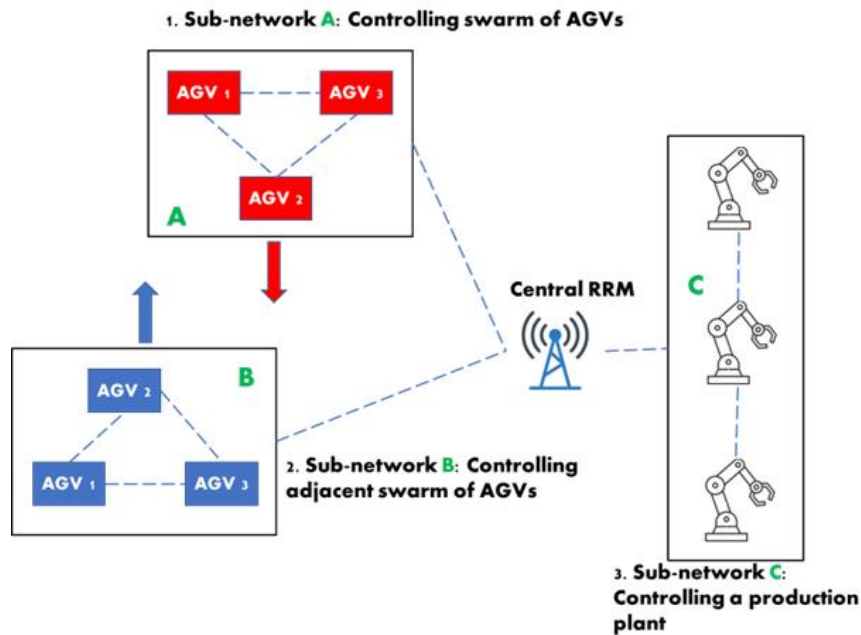 1. Sub-network A: Controlling swarm of AGVs
AGV 1
AGV 3
AGV 2
A
Central RRM
C
B
AGV 2
AGV 1
AGV 3
2. Sub-network B: Controlling
adjacent swarm of AGVs
3. Sub-network C:
Controlling a production
plant